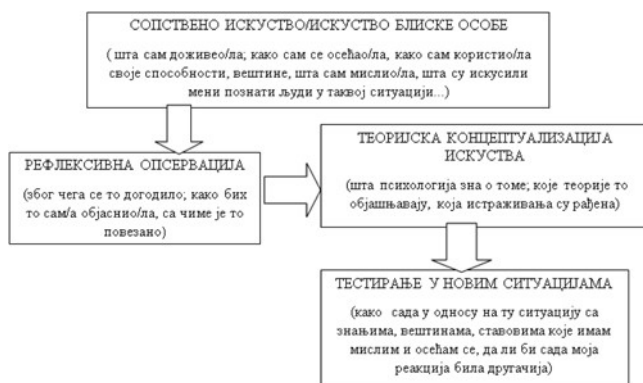 СОПСТВЕНО ИСКУСТВО/ИСКУСТВО БЛИСКЕ ОСОБЕ
( шта сам доживео/ла; како сам се осећао/ла, како сам користио/ла
своје способности, вештине, шта сам мислио/ла, шта су искусили
мени познати људи у таквој ситуацији...)
РЕФЛЕКСИВНА ОПСЕРВАЦИЈА
(због чега се то догодило; како бих
то сам/а објаснио/ла, са чиме је то
повезано)
ТЕОРИЈСКА КОНЦЕПТУАЛИЗАЦИЈА
ИСКУСТВА
(шта психологија зна о томе; које теорије то
објашњавају, која истраживања су рађена)
ТЕСТИРАЊЕ У НОВИМ СИТУАЦИЈАМА
(како сада у односу на ту ситуацију са
знањима, вештинама, ставовима које имам
мислим и осећам се, да ли би сада моја
реакција била другачија)